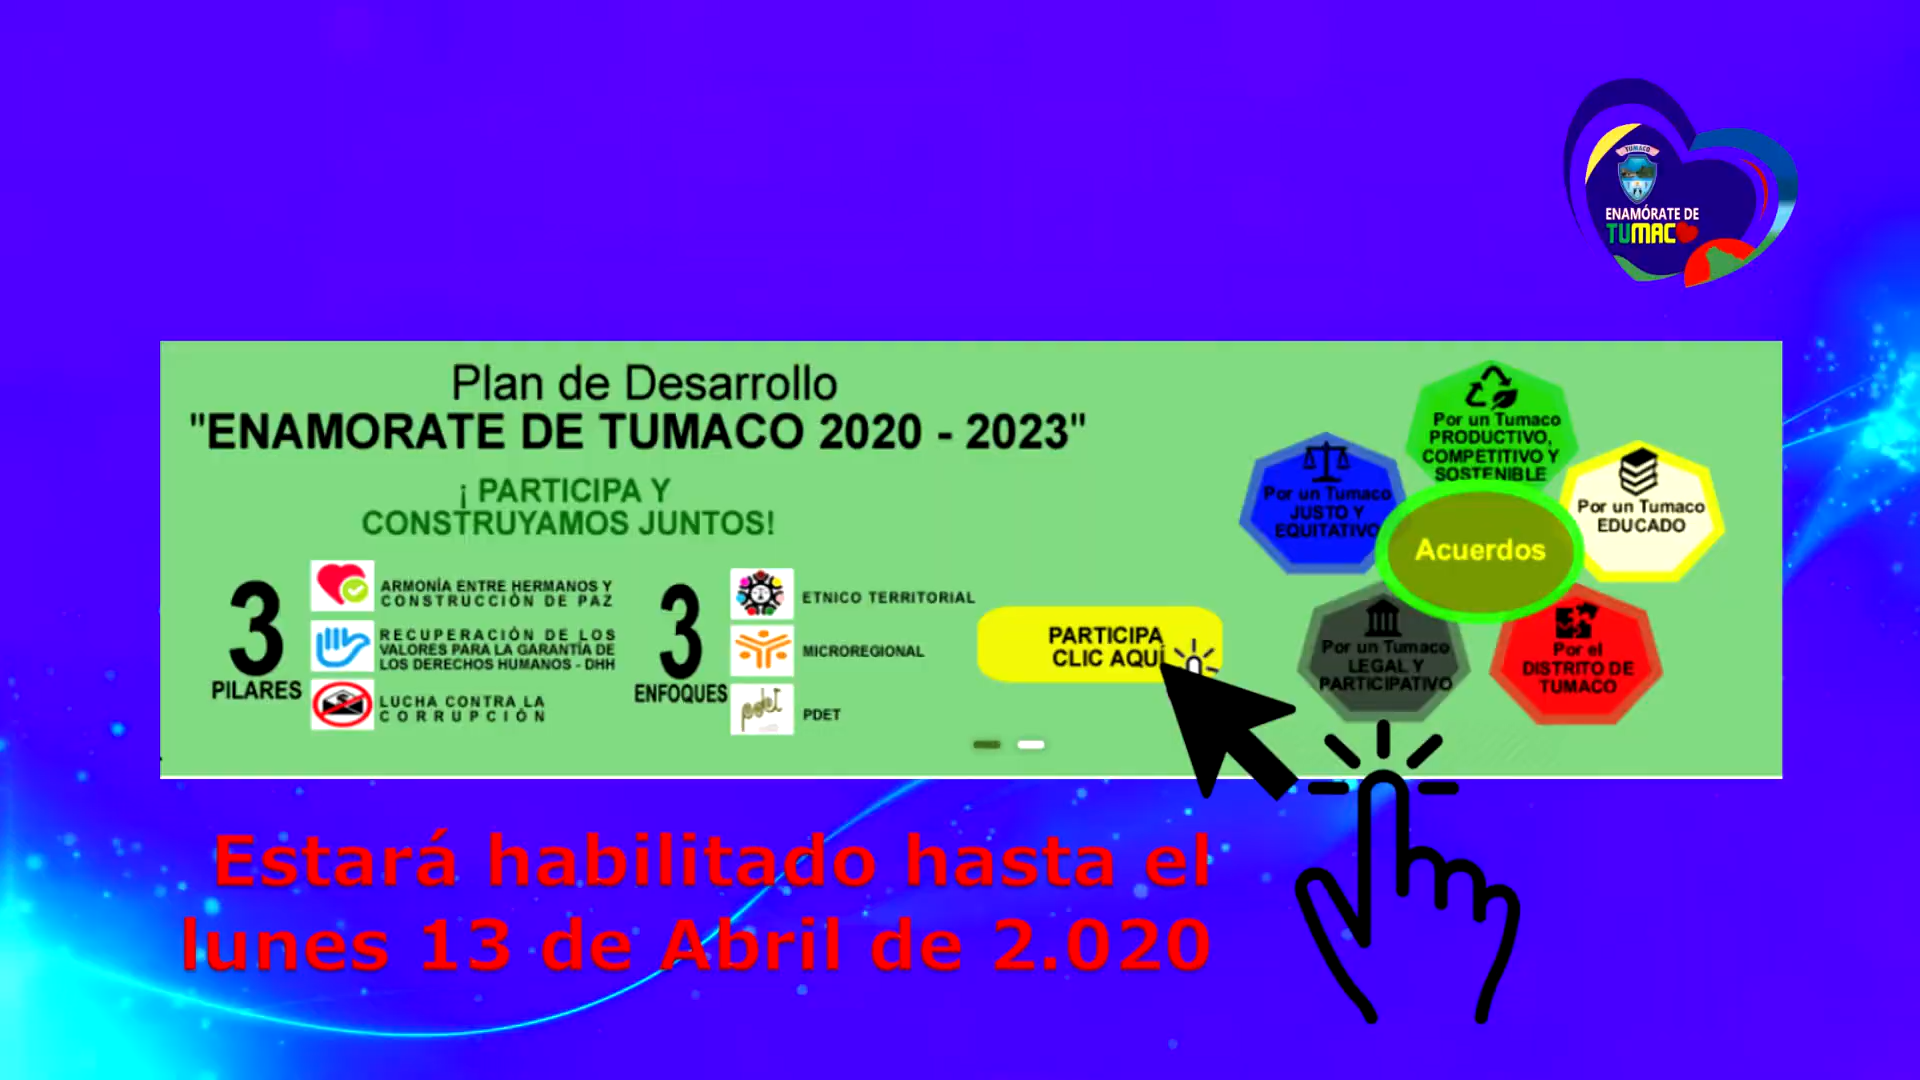 TUMACO
ENAMÓRATE DE
TUMAC
Plan de Desarrollo
"ENAMORATE DE TUMACO 2020 - 2023"
¡ PARTICIPA Y
CONSTRUYAMOS JUNTOS!
3
PILARES
ARMONÍA ENTRE HERMANOS Y
CONSTRUCCIÓN DE PAZ
RECUPERACIÓN DE LOS
VALORES PARA LA GARANTÍA DE
LOS DERECHOS HUMANOS - DHH
LUCHA CONTRA LA
CORRUPCIÓN
3
ENFOQUES
ETNICO TERRITORIAL
MICROREGIONAL
pdet
PDET
PARTICIPA
CLIC AQUÍ
Por un Tumaco
PRODUCTIVO,
COMPETITIVO Y
SOSTENIBLE
Por un Tumaco
JUSTO Y
EQUITATIVO
Por un Tumaco
EDUCADO
Acuerdos
Por un Tumaco
LEGAL Y
PARTICIPATIVO
Por el
DISTRITO DE
TUMACO
Estará habilitado hasta el
lunes 13 de Abril de 2.020